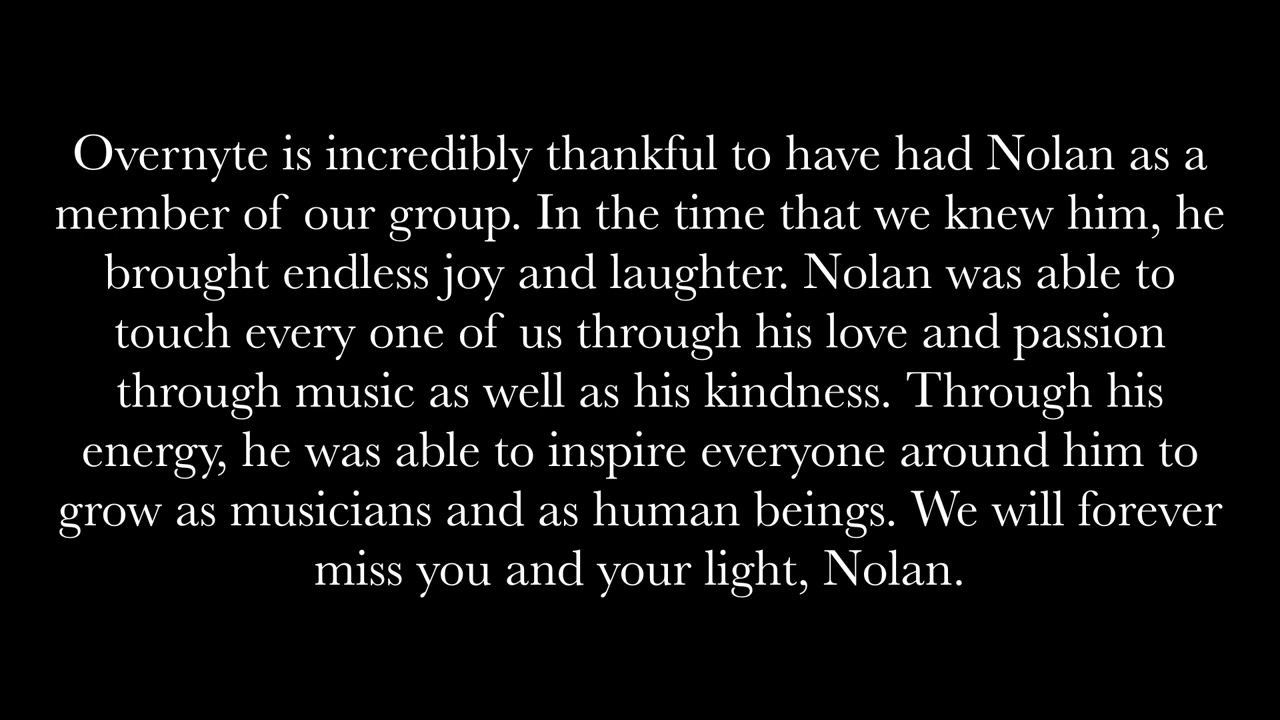 Overnyte is incredibly thankful to have had Nolan as a
member of our group. In the time that we knew him, he
brought endless joy and laughter. Nolan was able to
touch every one of us through his love and passion
through music as well as his kindness. Through his
energy, he was able to inspire everyone around him to
grow as musicians and as human beings. We will forever
miss you and your light, Nolan.